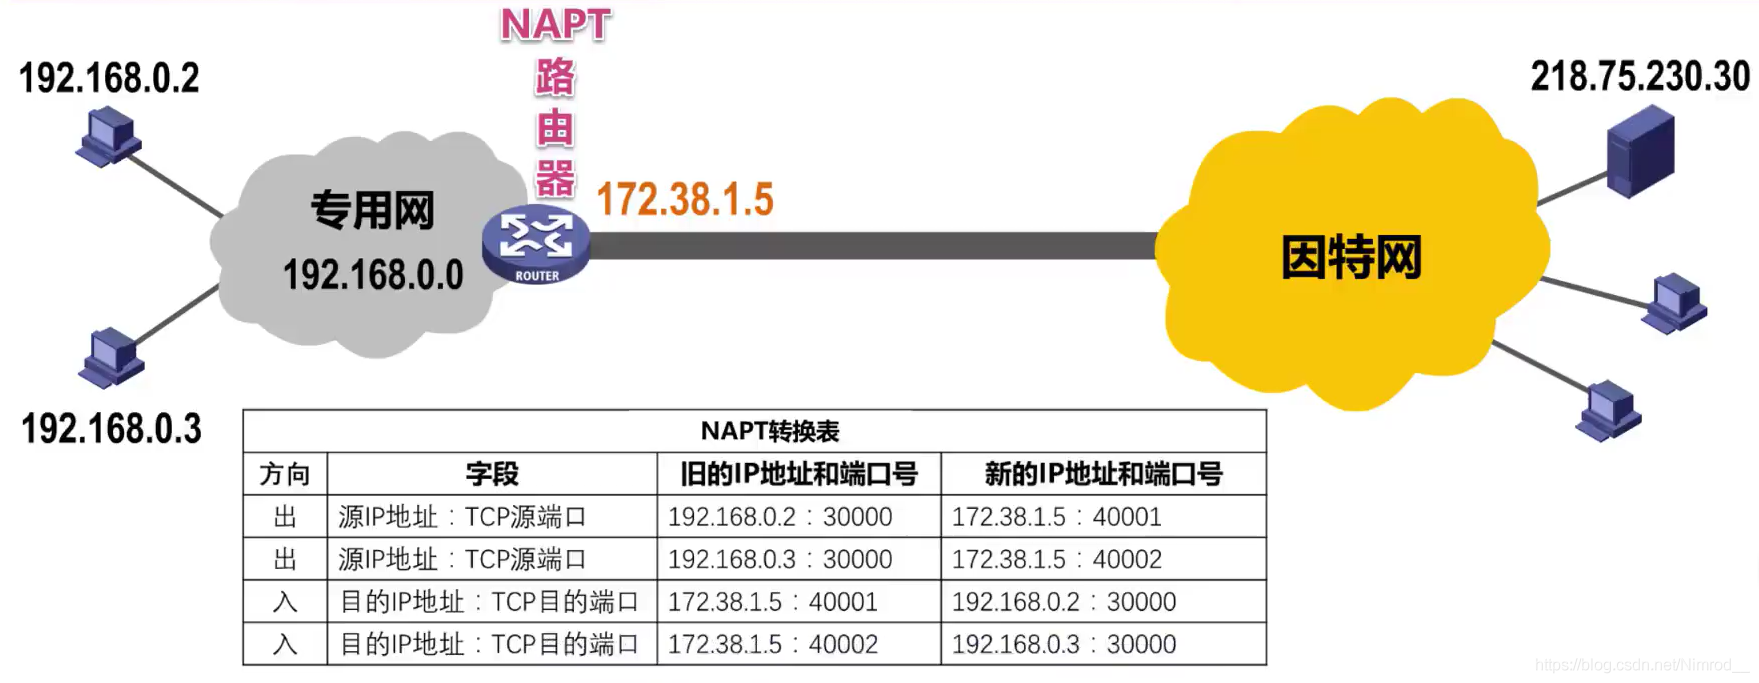 NAPT
路
由
器
192.168.0.2
218.75.230.30
172.38.1.5
专用网
192.168.0.0
ROUTER
因特网
192.168.0.3
NAPT转换表
方向 字段 旧的IP地址和端口号 新的IP地址和端口号
出 源IP地址：TCP源端口 192.168.0.2：30000 172.38.1.5：40001
出 源IP地址：TCP源端口 192.168.0.3：30000 172.38.1.5：40002
入 目的IP地址：TCP目的端口 172.38.1.5：40001 192.168.0.2：30000
入 目的IP地址：TCP目的端口 172.38.1.5：40002 192.168.0.3：30000
https://blog.csdn.net/Nimrod__